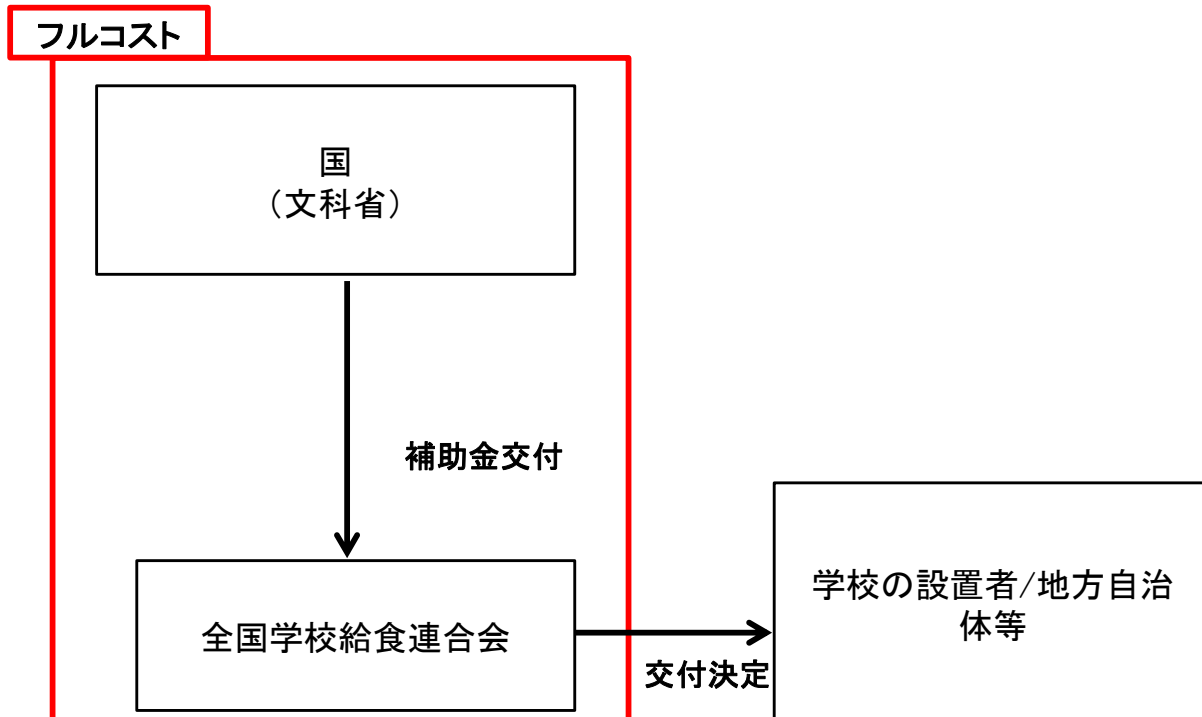 フルコスト
国
（文科省）
補助金交付
全国学校給食連合会
交付決定
学校の設置者/地方自治
体等